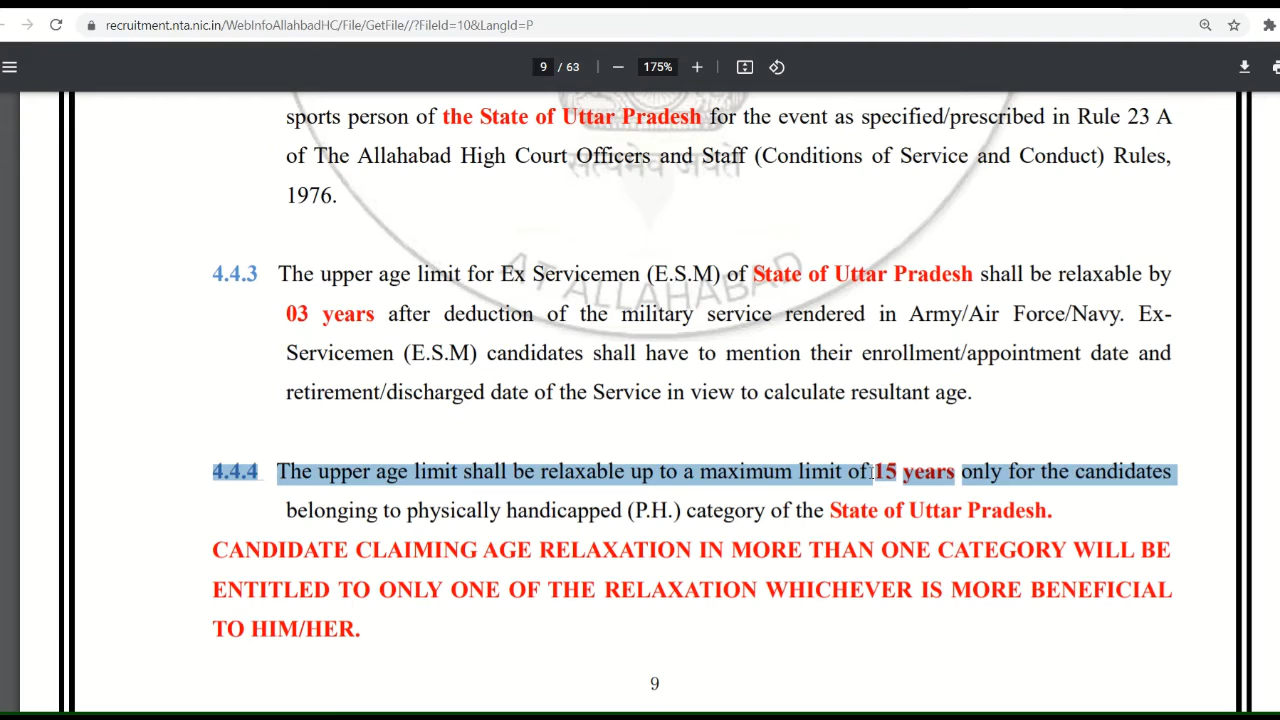 recruitment.nta.nic.in/WebInfoAllahbadHC/File/GetFile//?FileId=10&LangId=P
9 / 63 175%
sports person of the State of Uttar Pradesh for the event as specified/prescribed in Rule 23 A
of The Allahabad High Court Officers and Staff (Conditions of Service and Conduct) Rules,
1976.
सत्यमेव जयते
4.4.3 The upper age limit for Ex Servicemen (E.S.M) of State of Uttar Pradesh shall be relaxable by
AT ALLAHABAD
03 years after deduction of the military service rendered in Army/Air Force/Navy. Ex-
Servicemen (E.S.M) candidates shall have to mention their enrollment/appointment date and
retirement/discharged date of the Service in view to calculate resultant age.
4.4.4 The upper age limit shall be relaxable up to a maximum limit of 15 years only for the candidates
belonging to physically handicapped (P.H.) category of the State of Uttar Pradesh.
CANDIDATE CLAIMING AGE RELAXATION IN MORE THAN ONE CATEGORY WILL BE
ENTITLED TO ONLY ONE OF THE RELAXATION WHICHEVER IS MORE BENEFICIAL
TO HIM/HER.
9